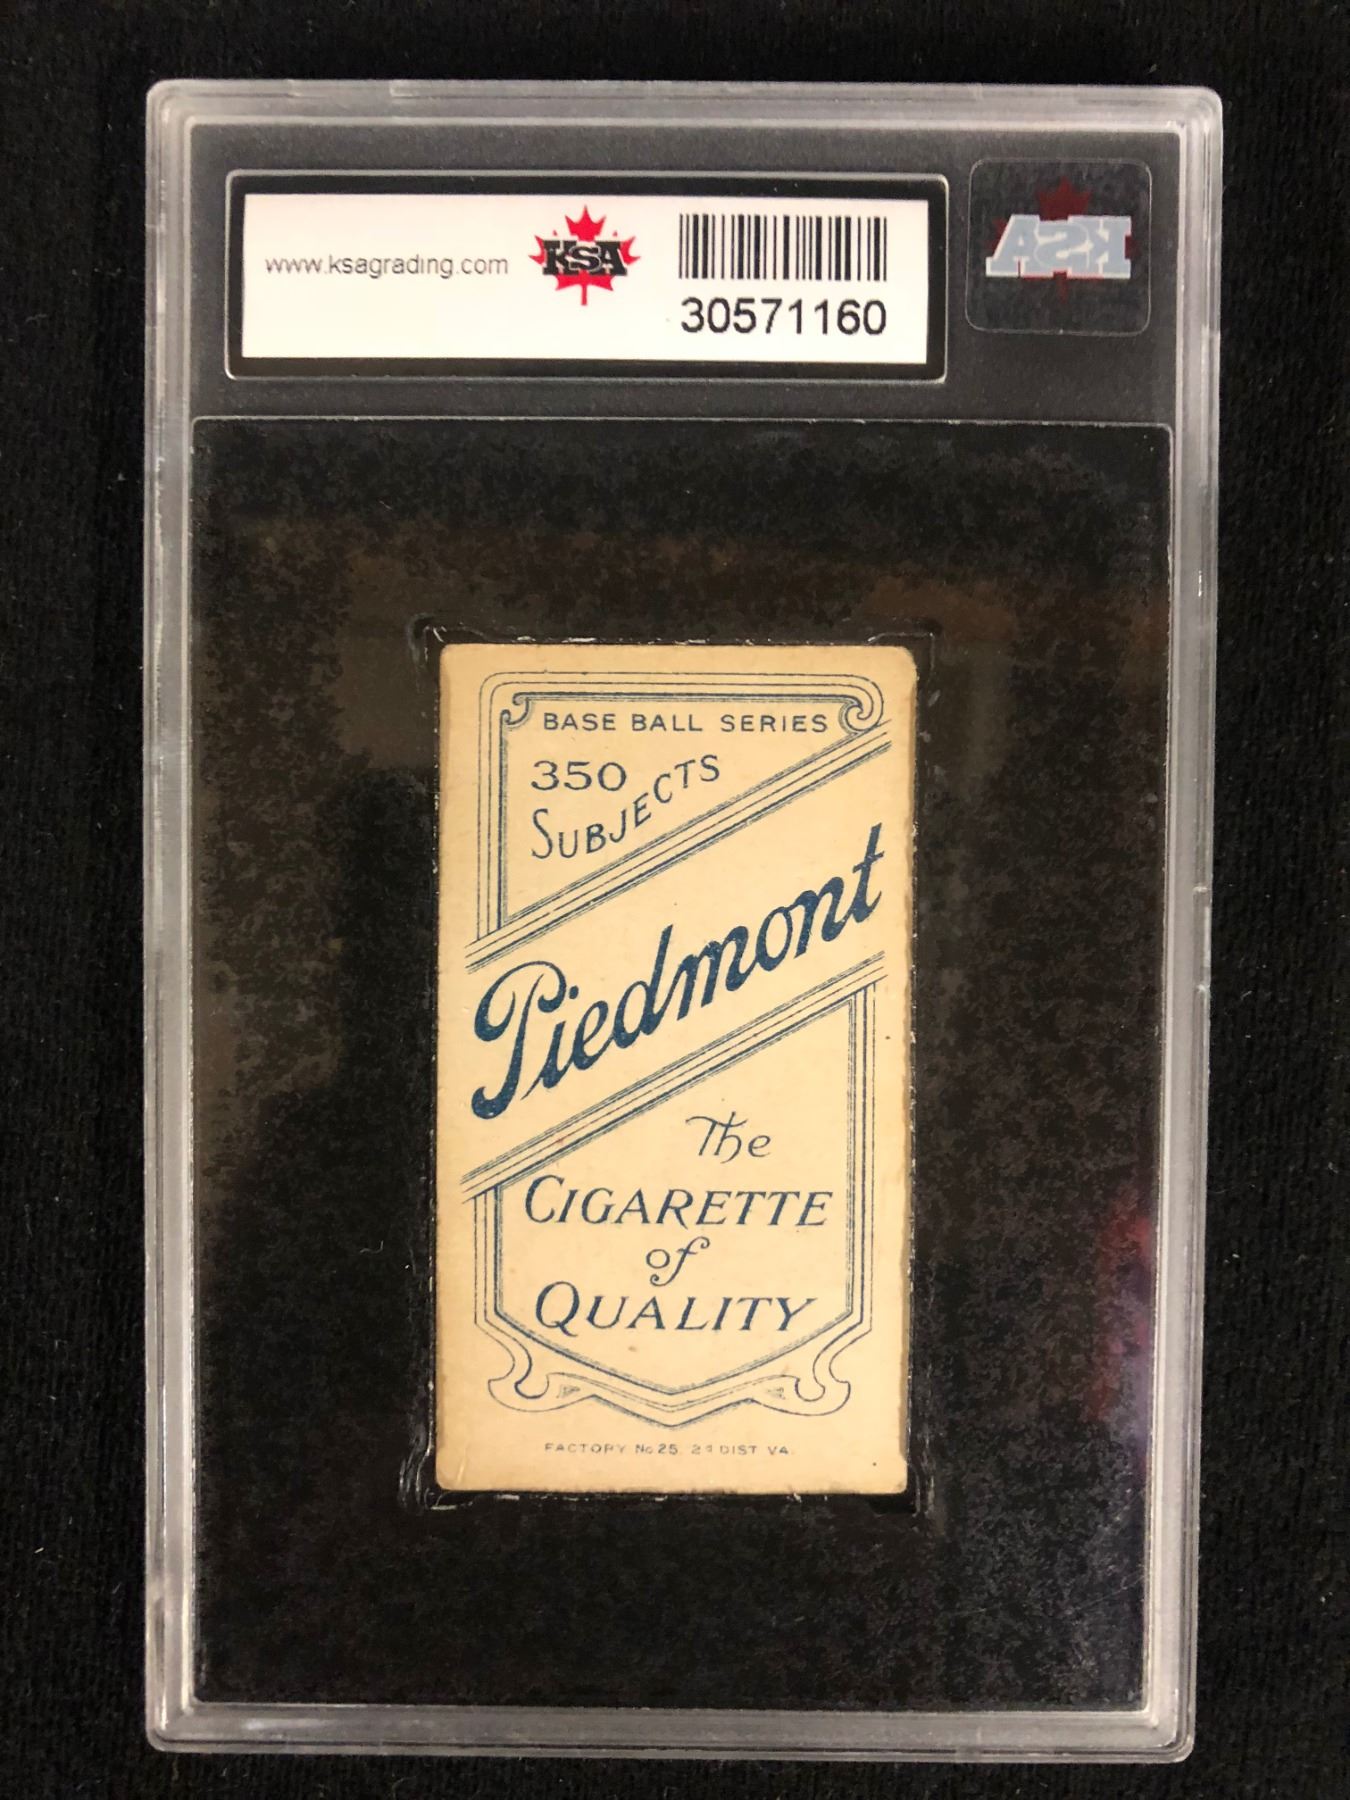 www.ksagrading.com
KSA
30571160
KSA
BASE BALL SERIES
350
SUBJECTS
Piedmont
The
CIGARETTE
of
QUALITY
FACTORY No 25. 2d DIST VA.